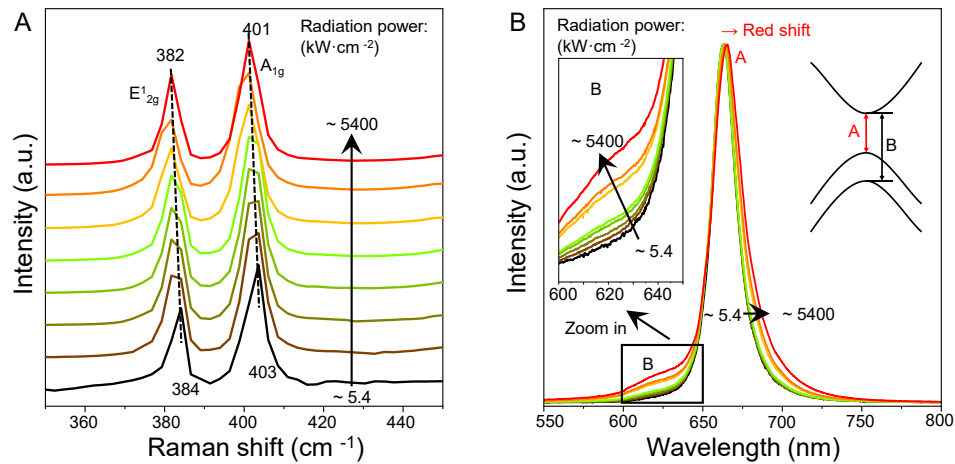 A
Radiation power:
(kW·cm⁻²)
401
382
A₁g
E¹₂g
~ 5400
384
403
~ 5.4
Intensity (a.u.)
360
380
400
420
440
Raman shift (cm ⁻¹)
B
Radiation power:
(kW·cm⁻²)
→ Red shift
A
B
~ 5400
~ 5.4
600
620
640
A
B
Zoom in
~ 5.4
~ 5400
B
Intensity (a.u.)
550
600
650
700
750
800
Wavelength (nm)